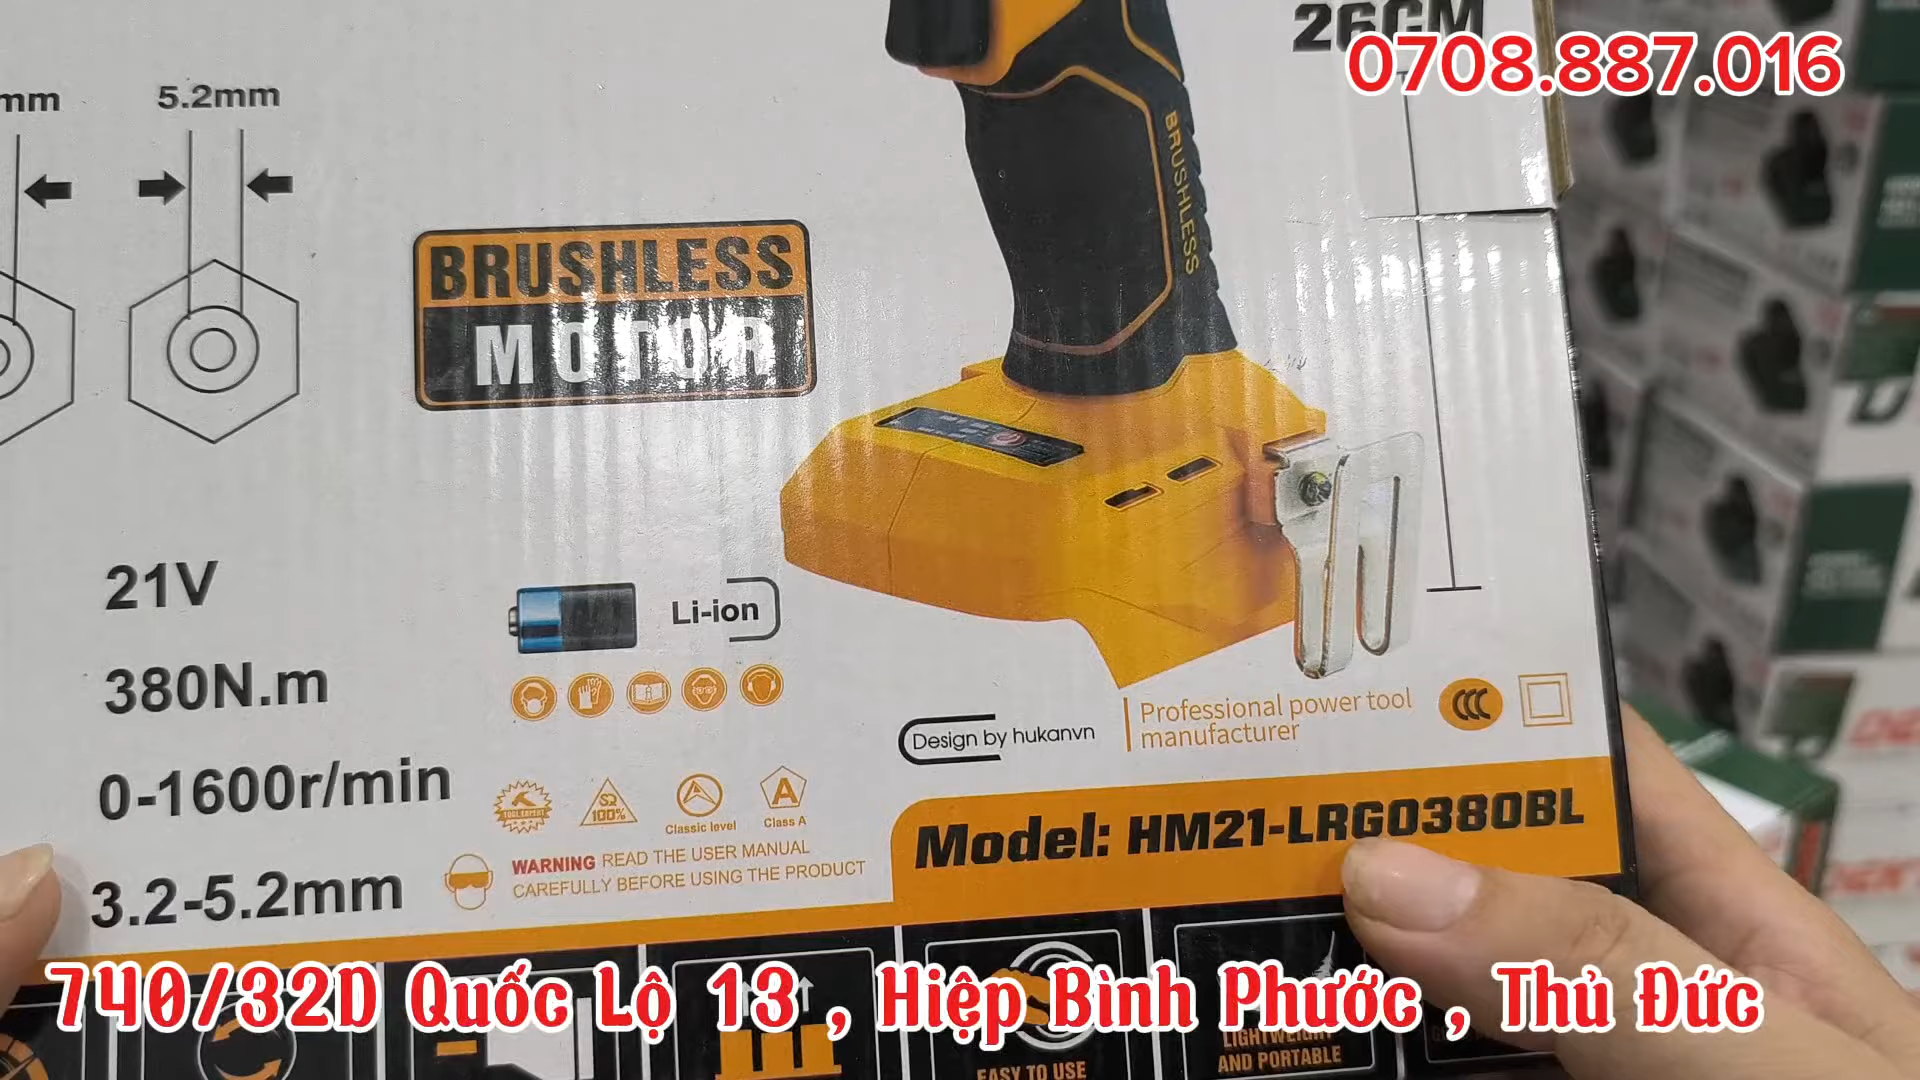 26CM
0708.887.016
mm
5.2mm
BRUSHLESS
BRUSHLESS
MOTOR
21V
Li-ion
380N.m
Design by hukanvn
Professional power tool
manufacturer
0-1600r/min
TOOL EXPERT
100%
Classic level
A
Class A
Model: HM21-LRG0380BL
WARNING READ THE USER MANUAL
CAREFULLY BEFORE USING THE PRODUCT
3.2-5.2mm
740/32D Quốc Lộ 13 , Hiệp Bình Phước , Thủ Đức
EASY TO USE
LIGHTWEIGHT
AND PORTABLE